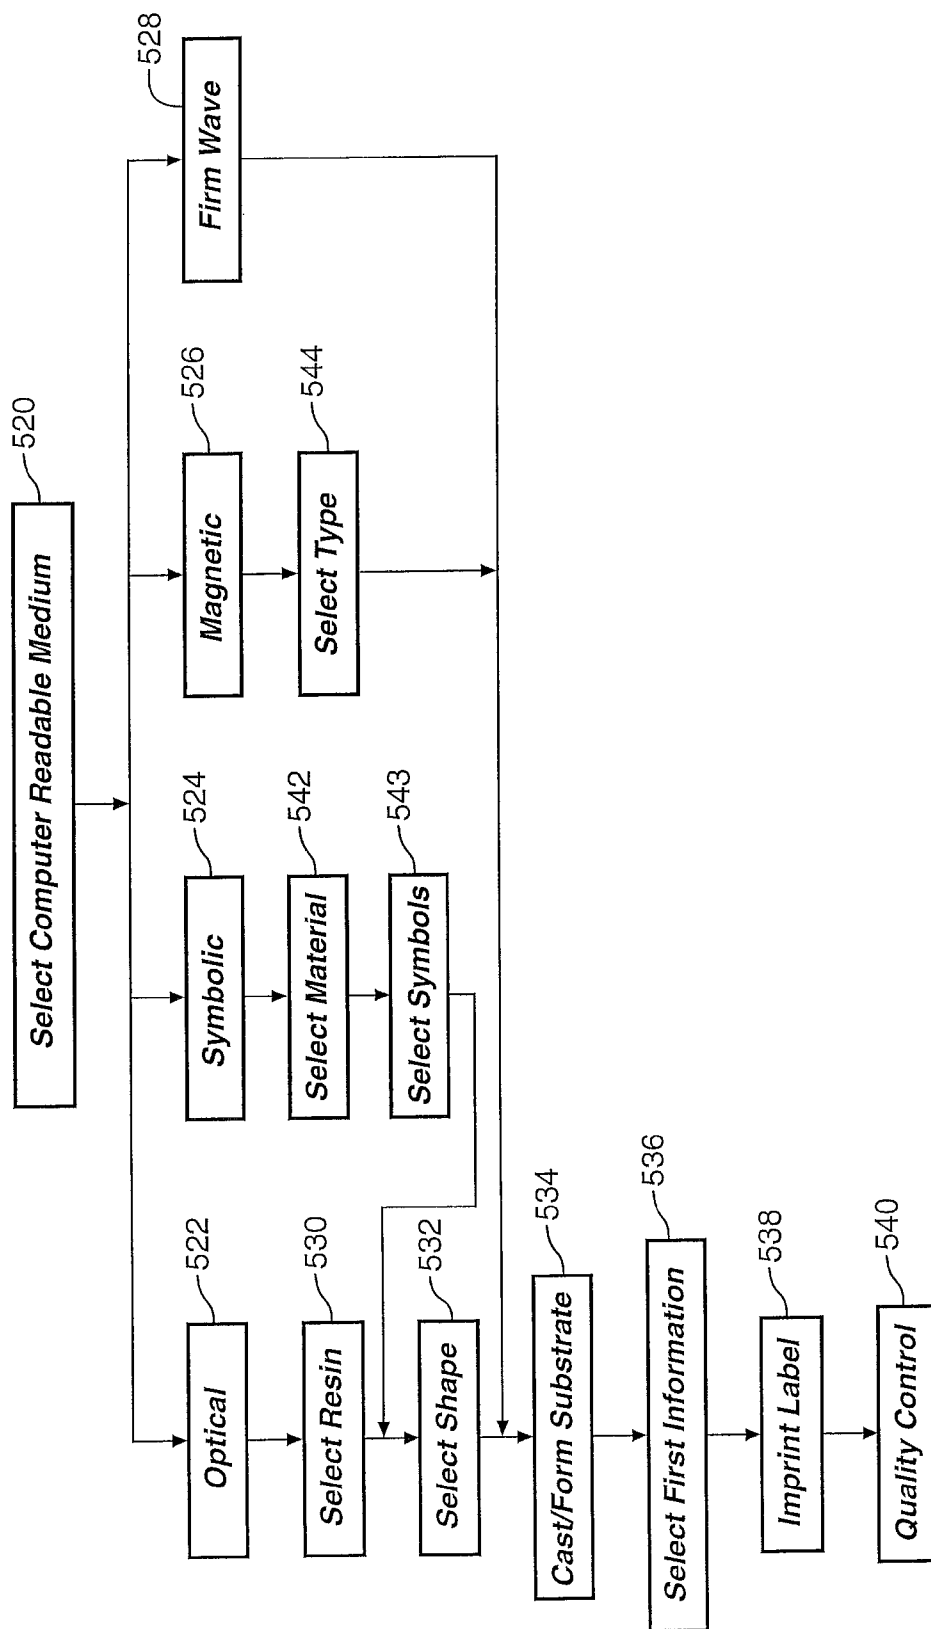 520
Select Computer Readable Medium
522
Optical
524
Symbolic
526
Magnetic
528
Firm Wave
530
Select Resin
542
Select Material
544
Select Type
532
Select Shape
543
Select Symbols
534
Cast/Form Substrate
536
Select First Information
538
Imprint Label
540
Quality Control